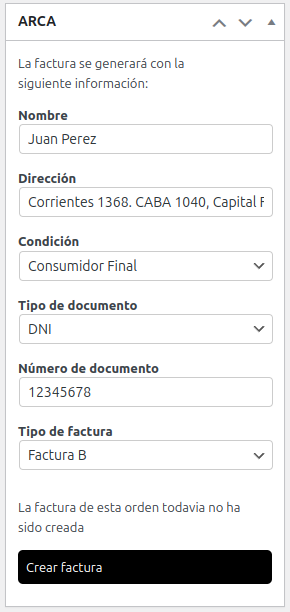 ARCA
La factura se generará con la
siguiente información:
Nombre
Juan Perez
Dirección
Corrientes 1368. CABA 1040, Capital F
Condición
Consumidor Final
Tipo de documento
DNI
Número de documento
12345678
Tipo de factura
Factura B
La factura de esta orden todavia no ha
sido creada
Crear factura